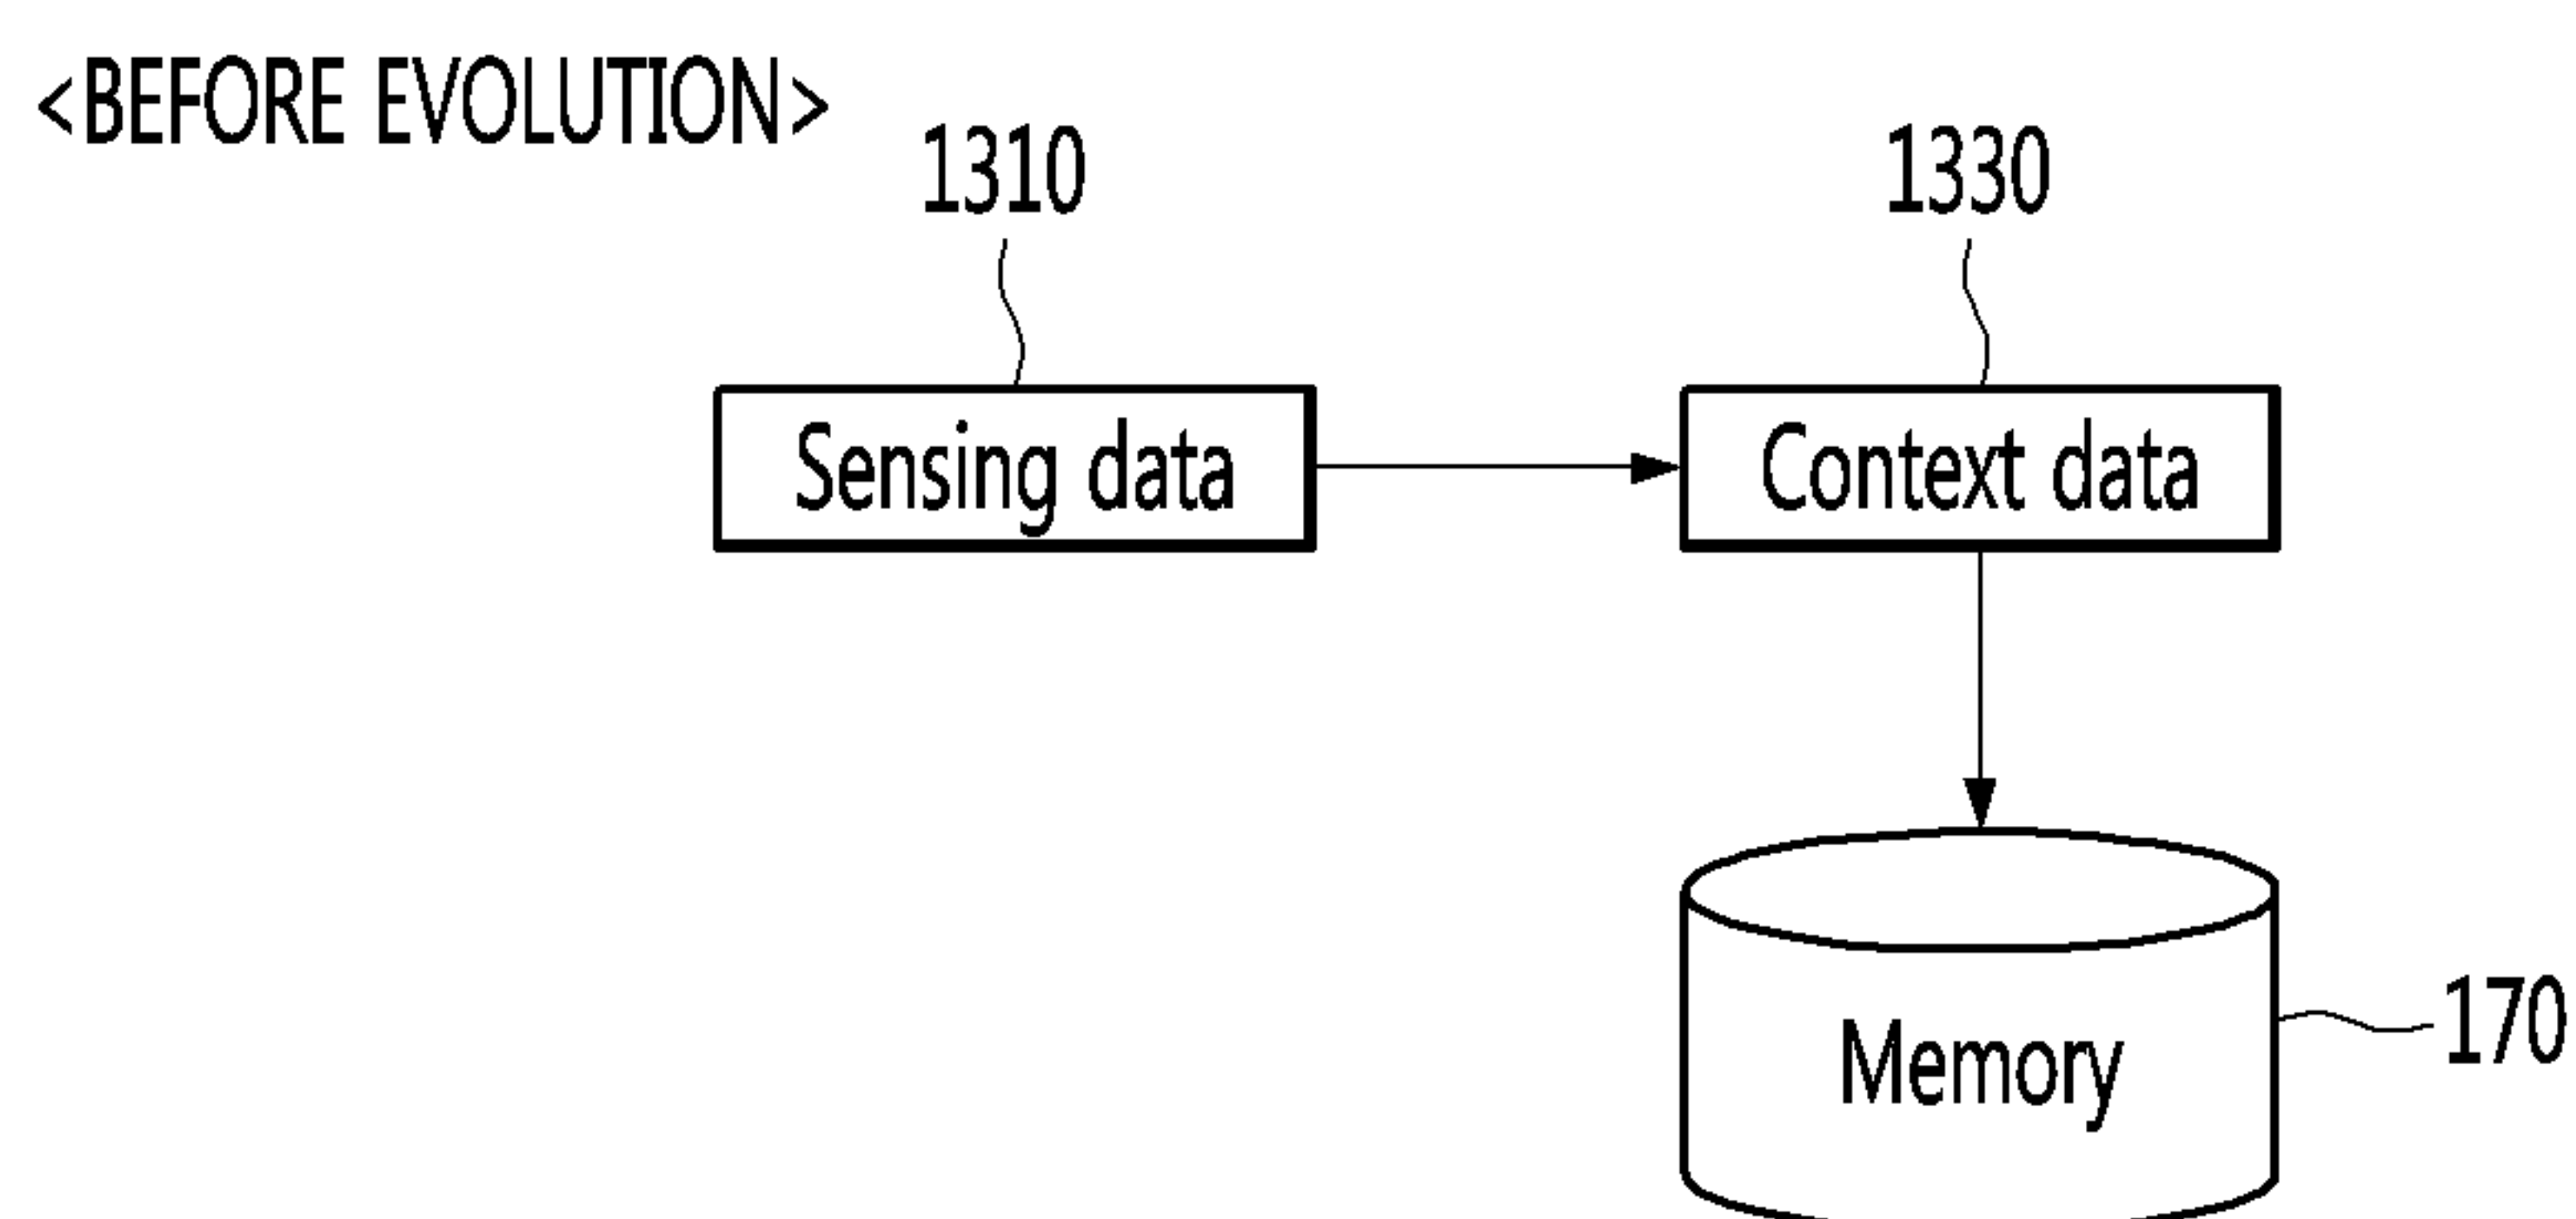 <BEFORE EVOLUTION>
1310
1330
Sensing data
Context data
Memory
170